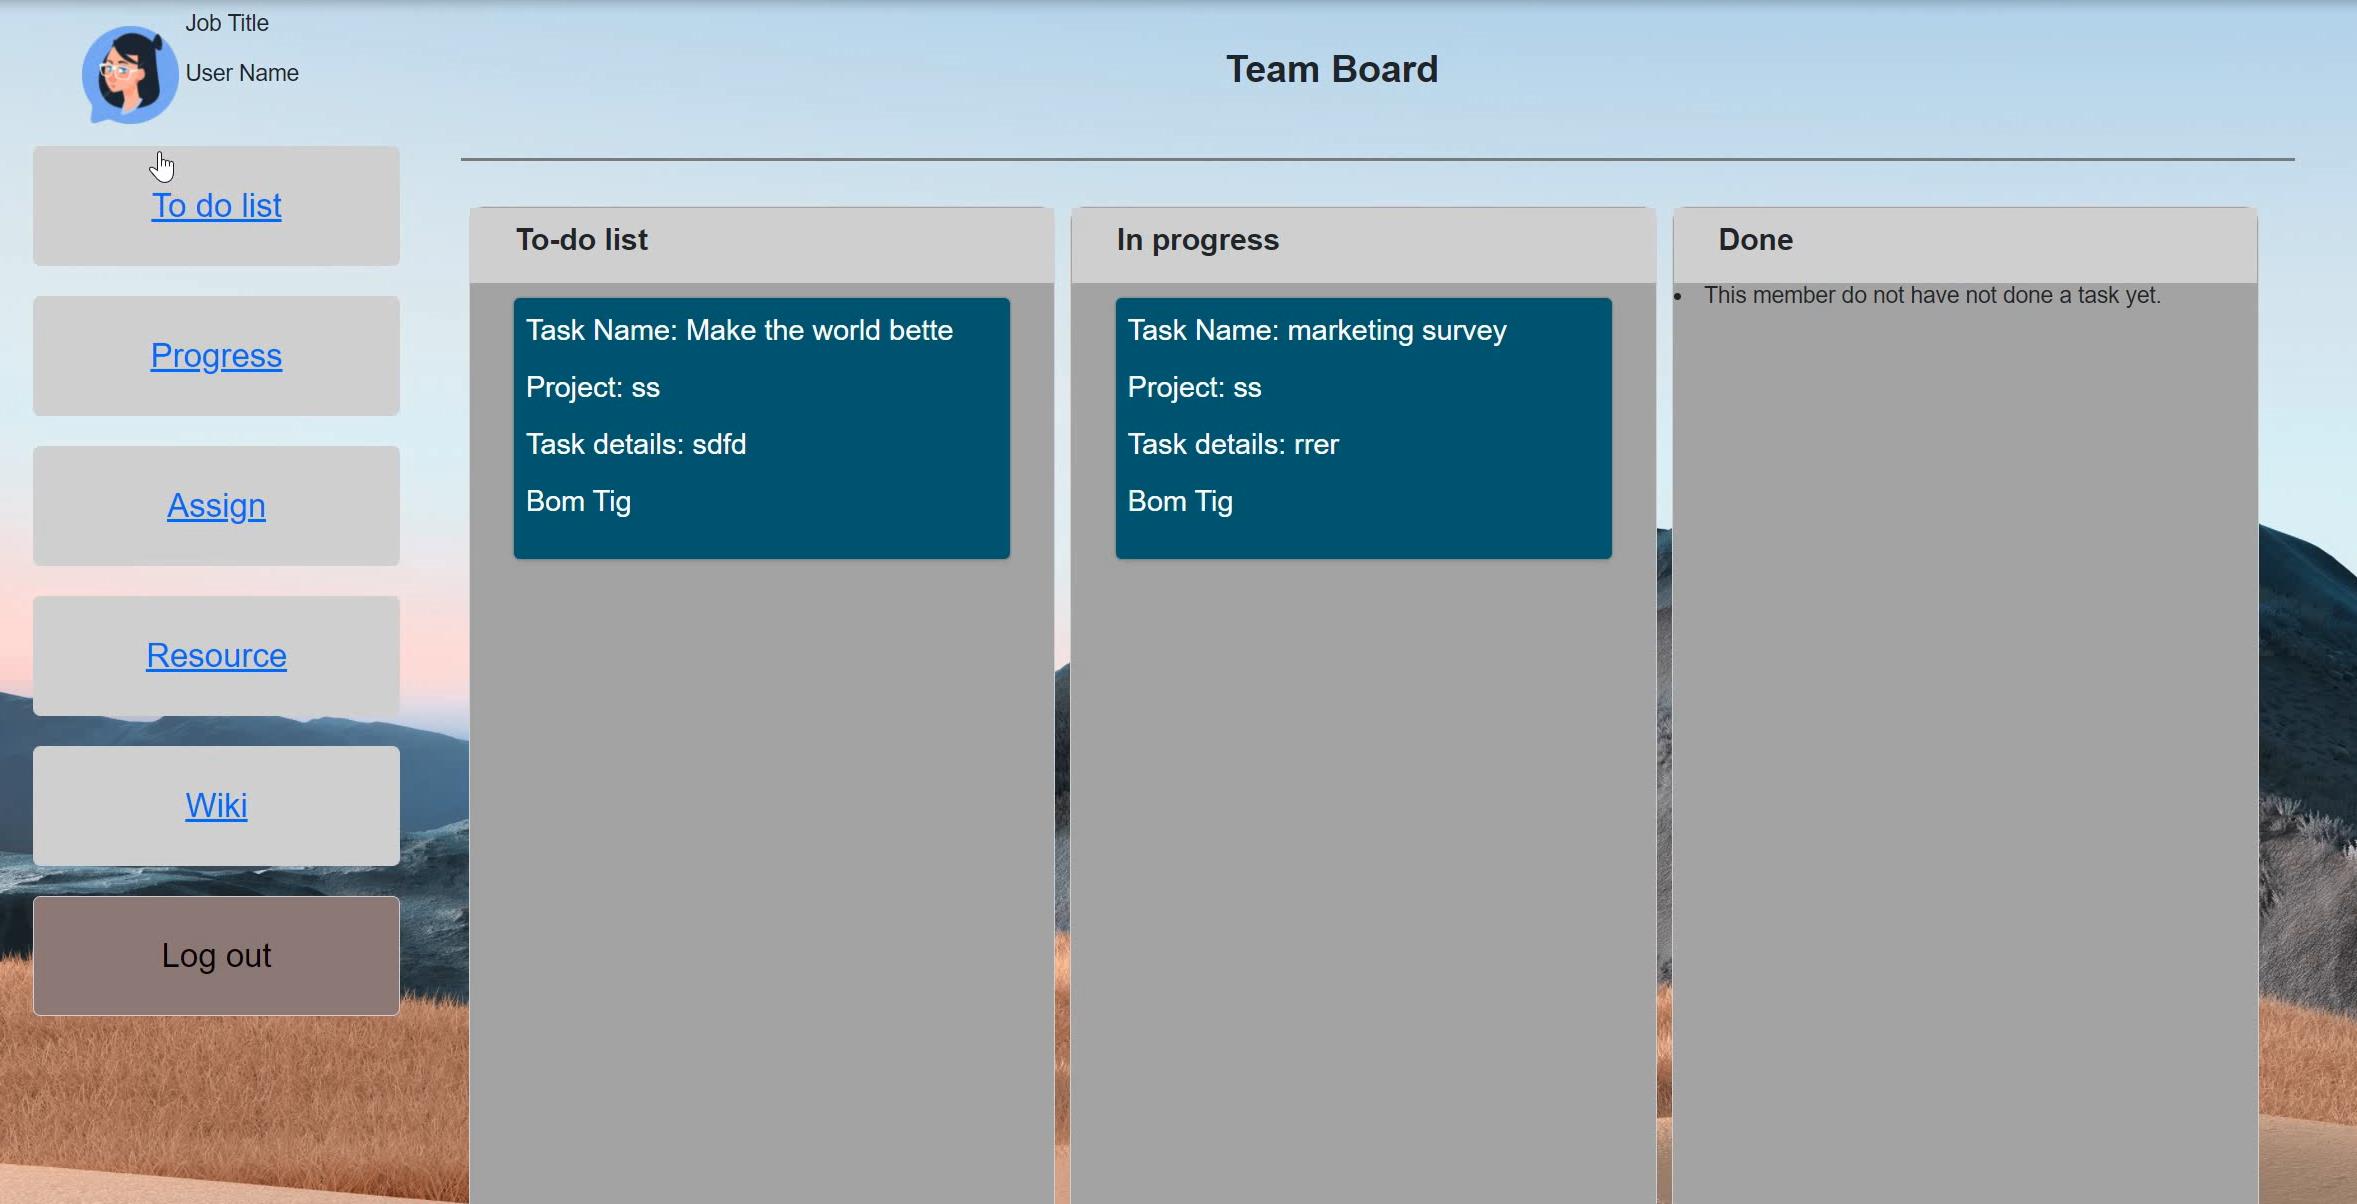 Job Title
User Name
Team Board
To do list
Progress
Assign
Resource
Wiki
Log out
To-do list
Task Name: Make the world bette
Project: ss
Task details: sdfd
Bom Tig
In progress
Task Name: marketing survey
Project: ss
Task details: rrer
Bom Tig
Done
• This member do not have not done a task yet.